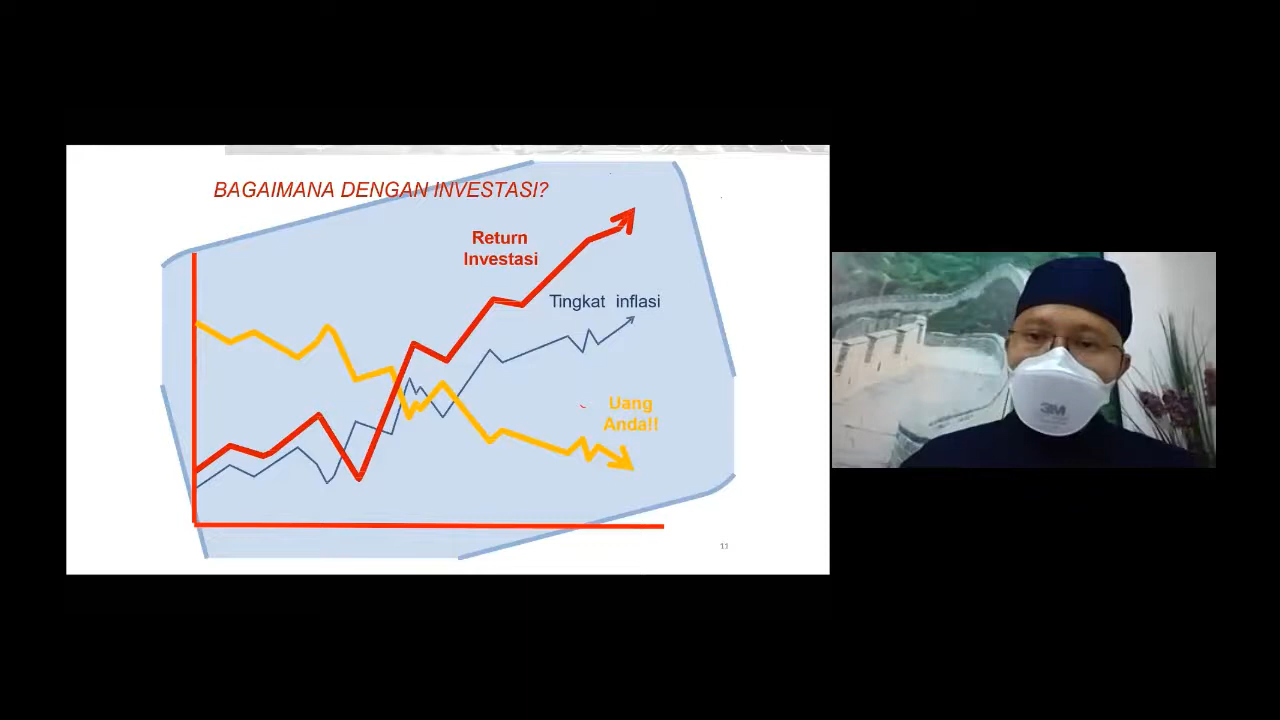 BAGAIMANA DENGAN INVESTASI?
Return
Investasi
Tingkat inflasi
Uang
Anda!!
11
3M